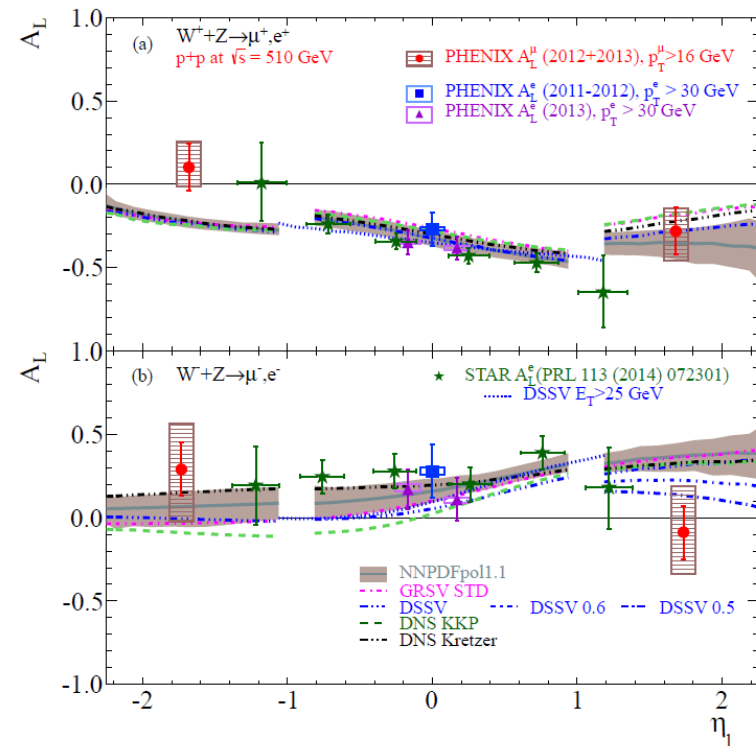 A_L
1.0
0.5
0.0
-0.5
(a)
W⁺+Z→μ⁺,e⁺
p+p at √s = 510 GeV
PHENIX A_L^μ (2012+2013), p_T^μ>16 GeV
PHENIX A_L^e (2011-2012), p_T^e > 30 GeV
PHENIX A_L^e (2013), p_T^e > 30 GeV
A_L
1.0
0.5
0.0
-0.5
-1.0
(b)
W⁻+Z→μ⁻,e⁻
STAR A_L^e(PRL 113 (2014) 072301)
DSSV E_T>25 GeV
NNPDFpol1.1
GRSV STD
DSSV DSSV 0.6 DSSV 0.5
DNS KKP
DNS Kretzer
-2 -1 0 1 2
η_l